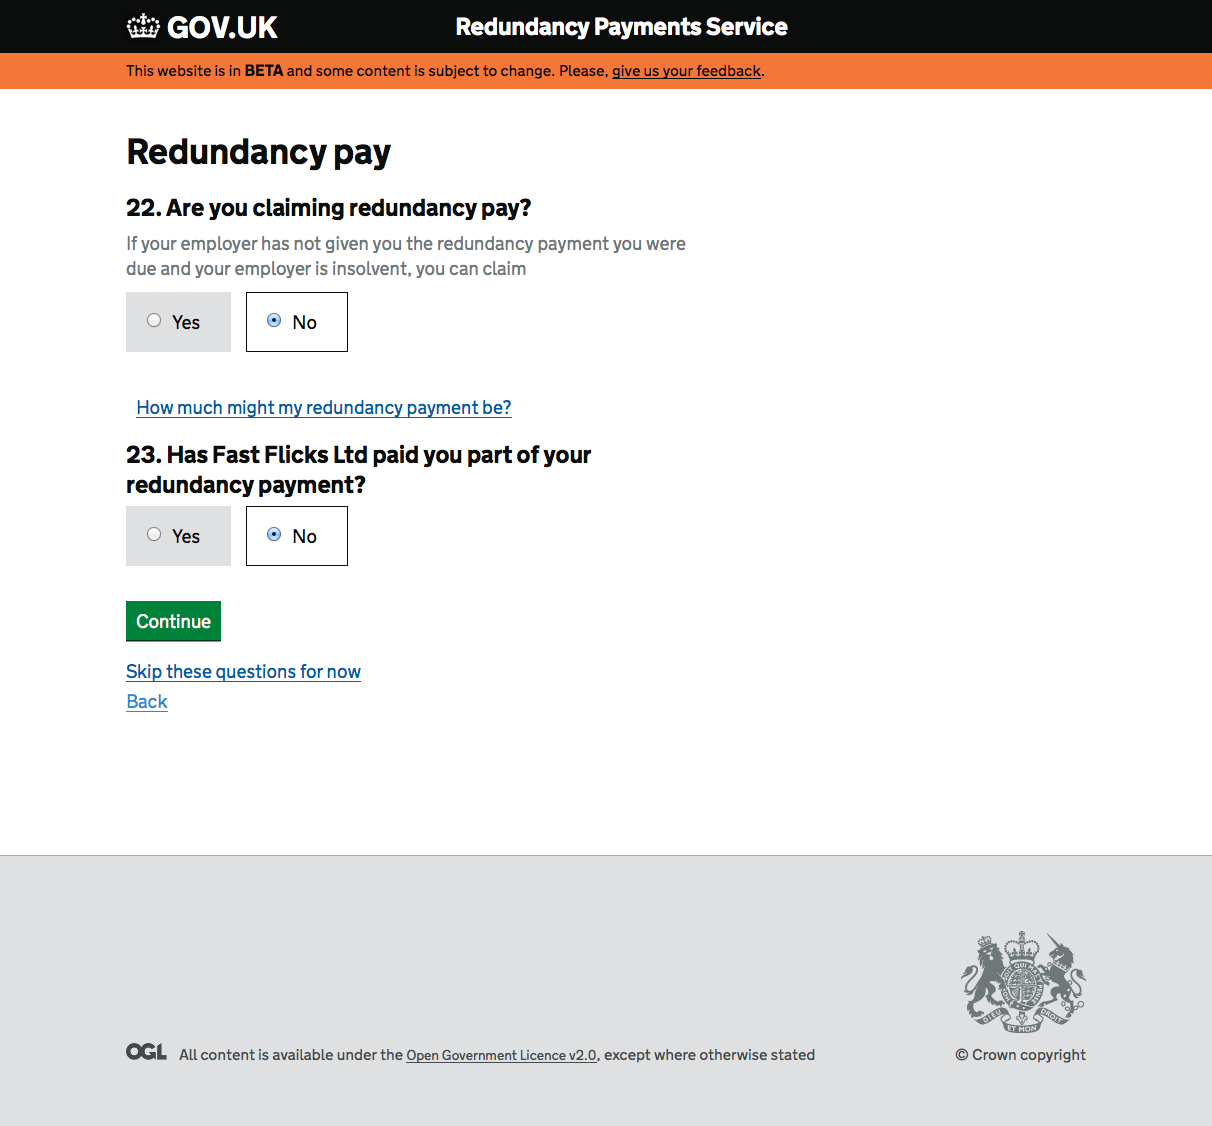 GOV.UK
Redundancy Payments Service
This website is in BETA and some content is subject to change. Please, give us your feedback.
Redundancy pay
22. Are you claiming redundancy pay?
If your employer has not given you the redundancy payment you were
due and your employer is insolvent, you can claim
Yes
No
How much might my redundancy payment be?
23. Has Fast Flicks Ltd paid you part of your
redundancy payment?
Yes
No
Continue
Skip these questions for now
Back
DIEU ET MON DROIT
OGL All content is available under the Open Government Licence v2.0, except where otherwise stated
© Crown copyright